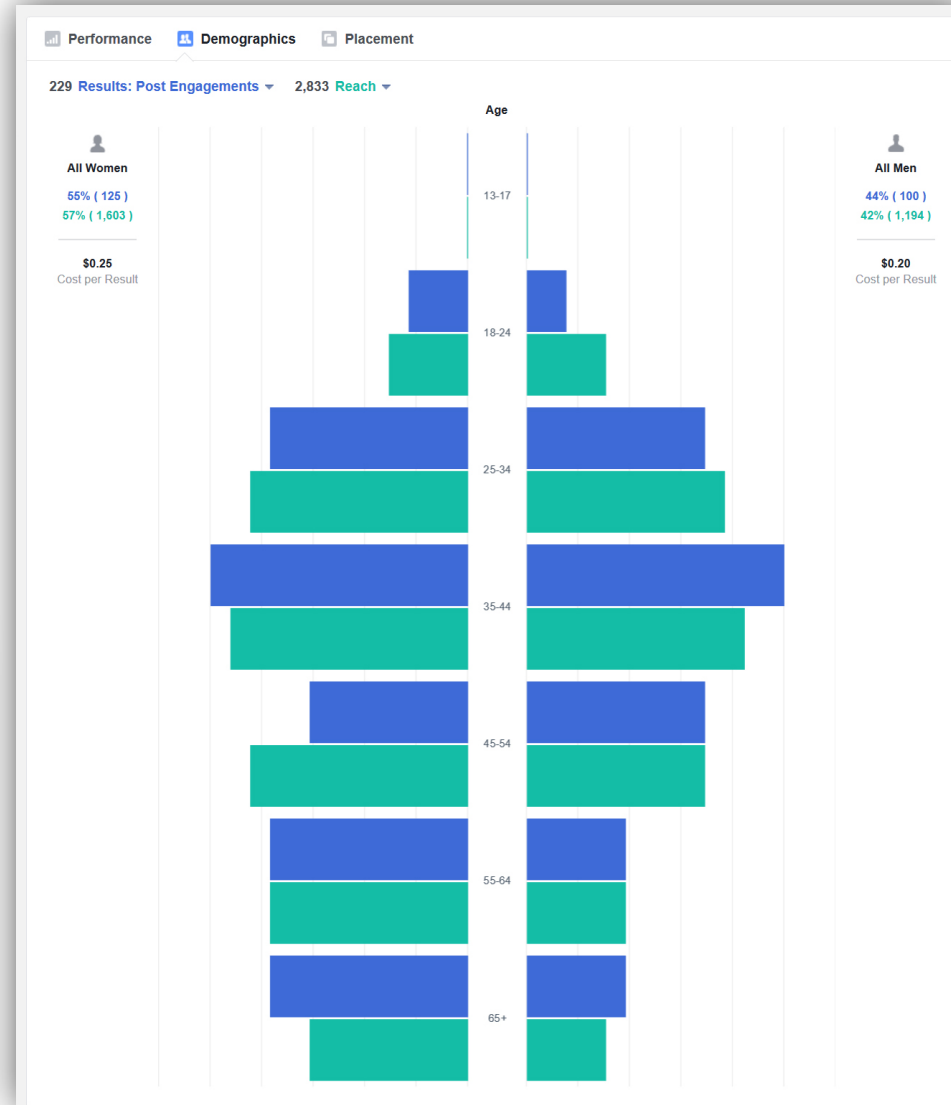 Performance Demographics Placement
229 Results: Post Engagements 2,833 Reach
Age
All Women
55% ( 125 )
57% ( 1,603 )
$0.25
Cost per Result
All Men
44% ( 100 )
42% ( 1,194 )
$0.20
Cost per Result
13-17
18-24
25-34
35-44
45-54
55-64
65+